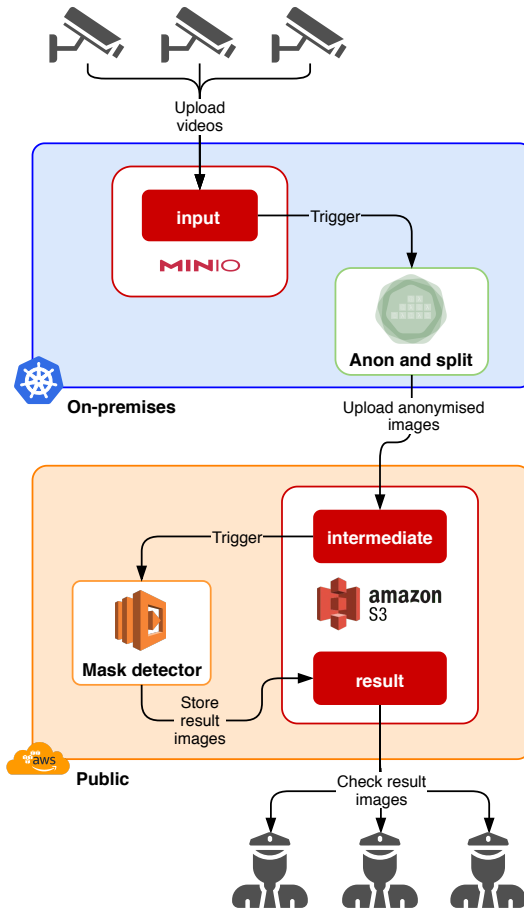 Upload
videos
input
Trigger
MINIO
Anon and split
On-premises
Upload anonymised
images
intermediate
Trigger
amazon
S3
Mask detector
result
Store
result
images
aws
Public
Check result
images